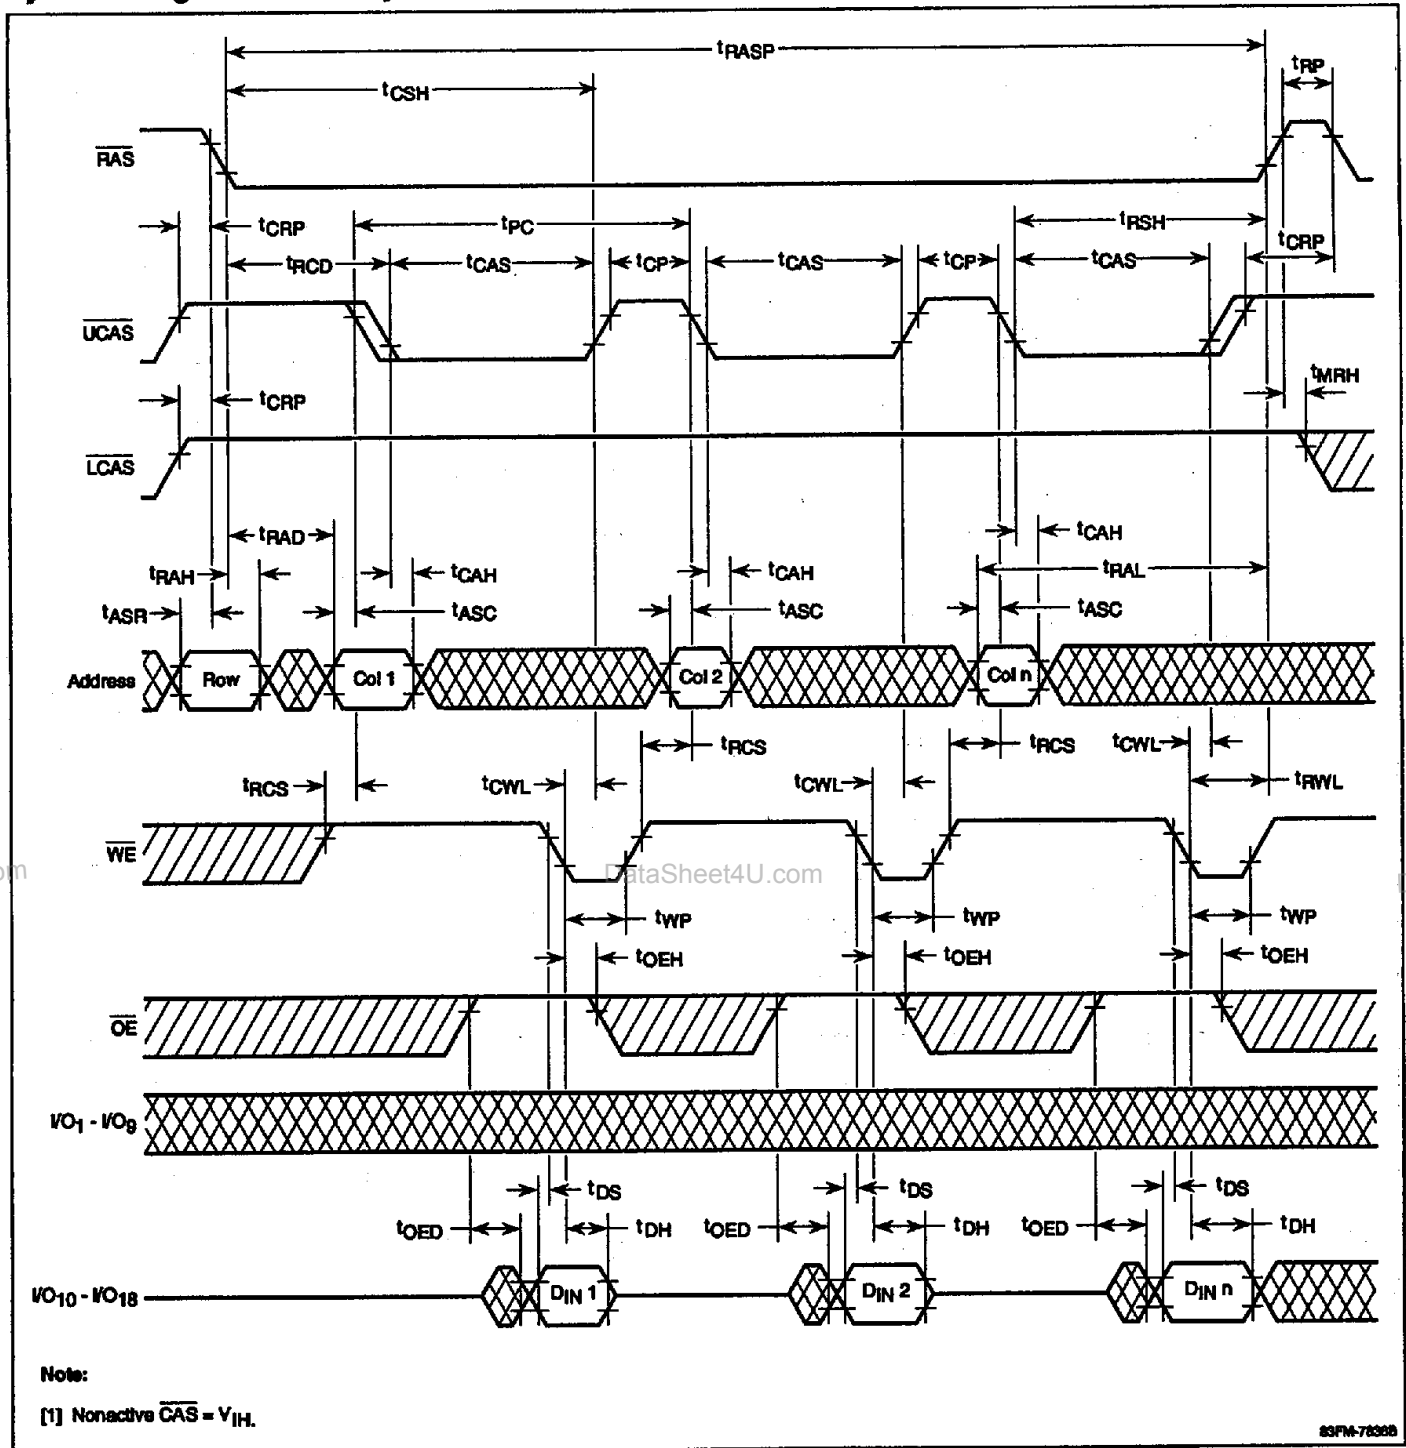 tRASP
tRP
tCSH
RAS
tCRP
tPC
tRSH
tCRP
tRCD
tCAS
tCP
tCAS
tCP
tCAS
UCAS
tMRH
tCRP
LCAS
tRAD
tCAH
tRAH
tCAH
tCAH
tRAL
tASR
tASC
tASC
tASC
Address
Row
Col 1
Col 2
Col n
tRCS
tRCS
tCWL
tRCS
tCWL
tCWL
tRWL
WE
DataSheet4U.com
tWP
tWP
tWP
tOEH
tOEH
tOEH
OE
I/O1 - I/O9
tDS
tDS
tDS
tOED
tDH
tOED
tDH
tOED
tDH
I/O10 - I/O18
DIN 1
DIN 2
DIN n
Note:
[1] Nonactive CAS = VIH.
83FM-7836B